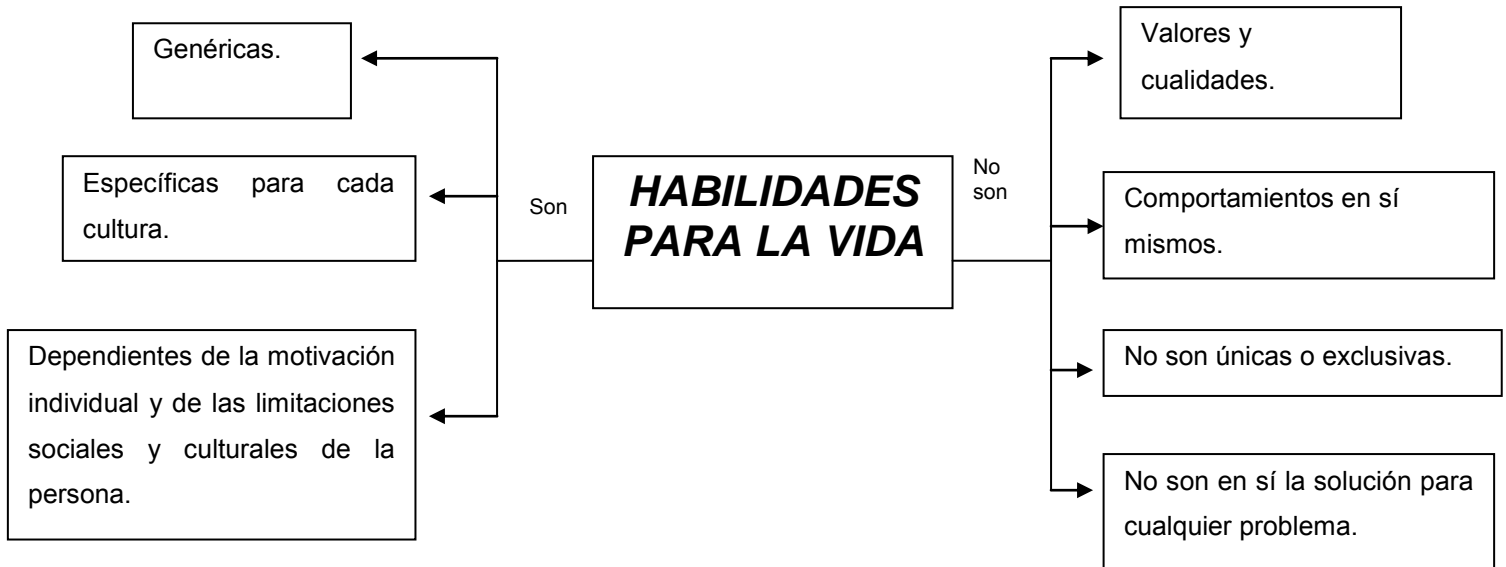 Genéricas.
Específicas para cada
cultura.
Dependientes de la motivación
individual y de las limitaciones
sociales y culturales de la
persona.
Son
HABILIDADES
PARA LA VIDA
No
son
Valores y
cualidades.
Comportamientos en sí
mismos.
No son únicas o exclusivas.
No son en sí la solución para
cualquier problema.